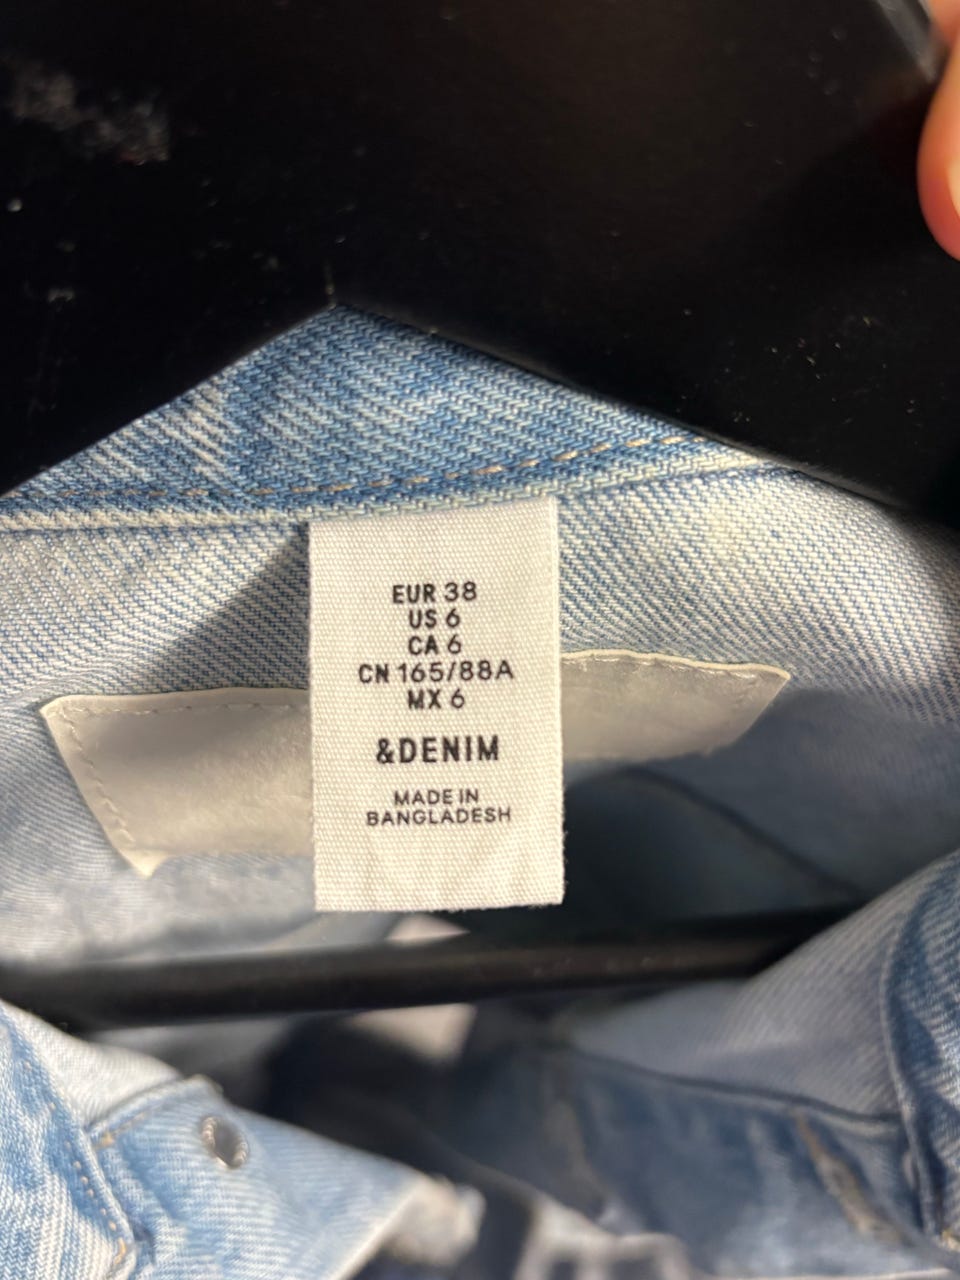 EUR 38
US 6
CA 6
CN 165/88A
MX 6
&DENIM
MADE IN
BANGLADESH